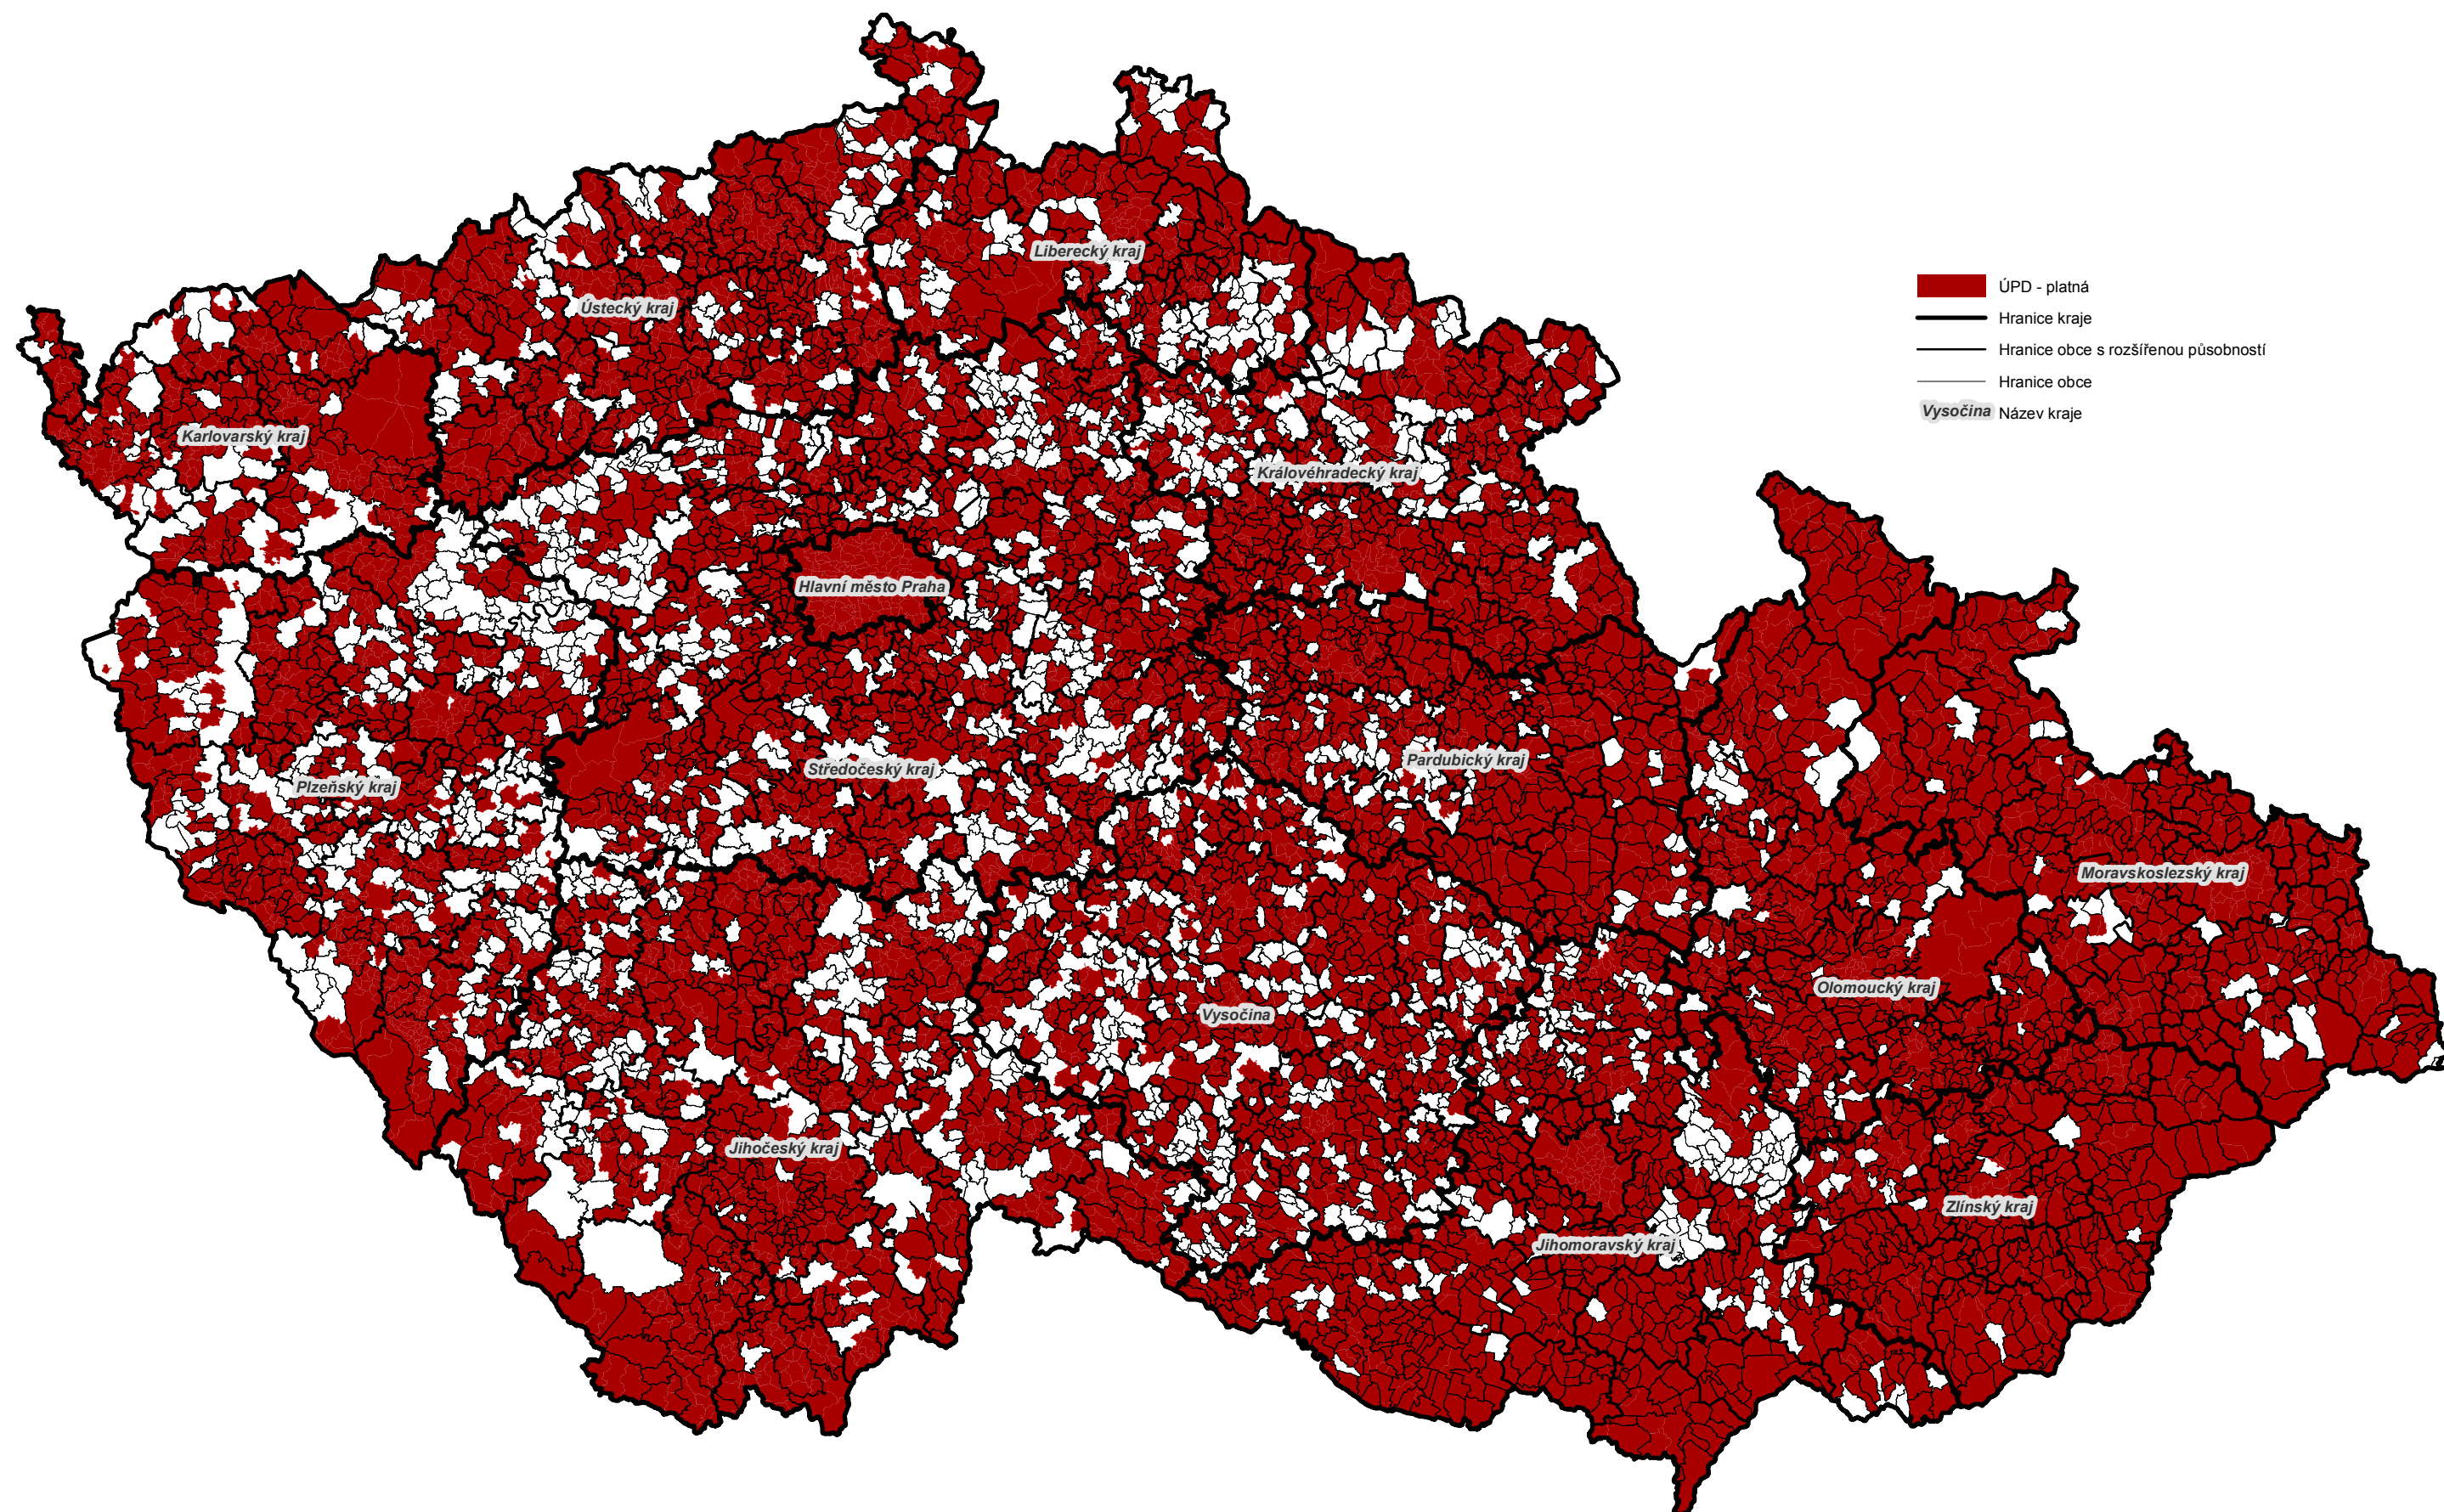 Liberecký kraj
Ústecký kraj
Karlovarský kraj
Královéhradecký kraj
Hlavní město Praha
Pardubický kraj
Středočeský kraj
Plzeňský kraj
Moravskoslezský kraj
Olomoucký kraj
Vysočina
Jihočeský kraj
Zlínský kraj
Jihomoravský kraj
ÚPD - platná
Hranice kraje
Hranice obce s rozšířenou působností
Hranice obce
Vysočina Název kraje